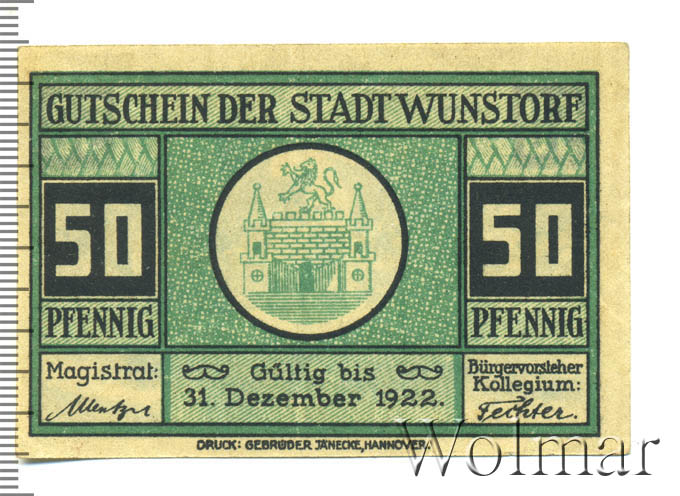 GUTSCHEIN DER STADT WUNSTORF
50 50
PFENNIG PFENNIG
Magistrat:
Gültig bis
31. Dezember 1922.
Bürgervorsteher
Kollegium:
Fechter.
DRUCK: GEBRÜDER JÄNECKE, HANNOVER.
Wolmar